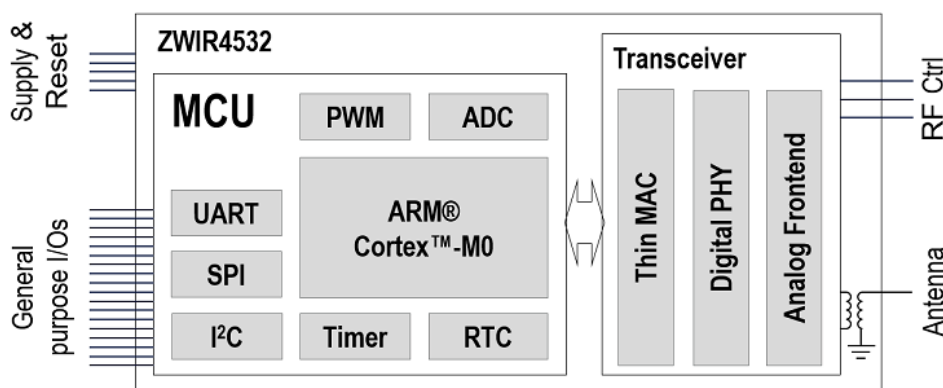 Supply &
Reset
General
purpose I/Os
ZWIR4532
MCU
PWM
ADC
UART
ARM®
Cortex™-M0
SPI
I²C
Timer
RTC
Transceiver
Thin MAC
Digital PHY
Analog Frontend
RF Ctrl
Antenna